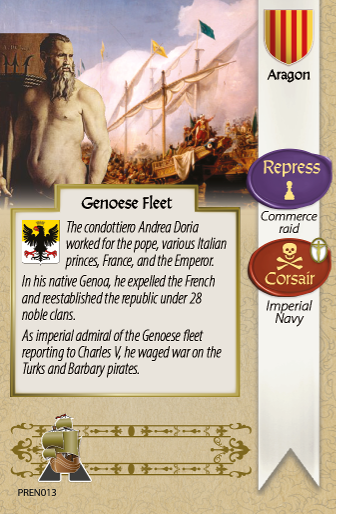 Aragon
Repress
Commerce
raid
Corsair
Imperial
Navy
Genoese Fleet
The condottiero Andrea Doria
worked for the pope, various Italian
princes, France, and the Emperor.
In his native Genoa, he expelled the French
and reestablished the republic under 28
noble clans.
As imperial admiral of the Genoese fleet
reporting to Charles V, he waged war on the
Turks and Barbary pirates.
PREN013